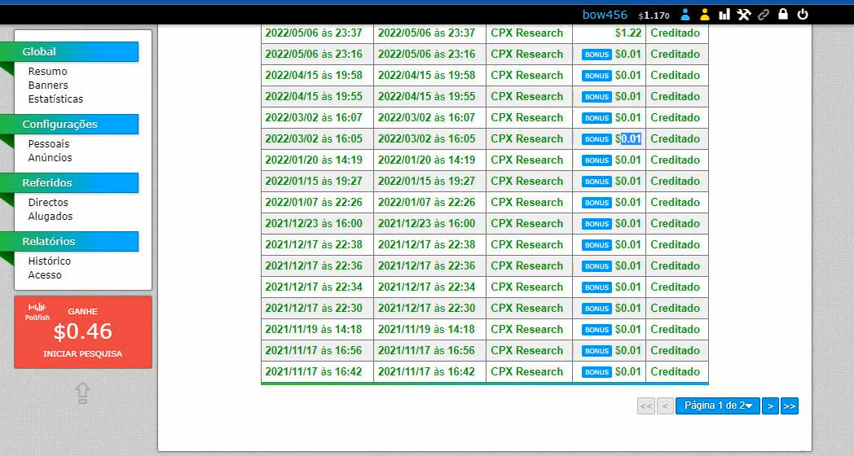 bow456 $1.170
Global
Resumo
Banners
Estatísticas
Configurações
Pessoais
Anúncios
Referidos
Directos
Alugados
Relatórios
Histórico
Acesso
Pollfish
GANHE
$0.46
INICIAR PESQUISA
2022/05/06 às 23:37 2022/05/06 às 23:37 CPX Research $1.22 Creditado
2022/05/06 às 23:16 2022/05/06 às 23:16 CPX Research BONUS $0.01 Creditado
2022/04/15 às 19:58 2022/04/15 às 19:58 CPX Research BONUS $0.01 Creditado
2022/04/15 às 19:55 2022/04/15 às 19:55 CPX Research BONUS $0.01 Creditado
2022/03/02 às 16:07 2022/03/02 às 16:07 CPX Research BONUS $0.01 Creditado
2022/03/02 às 16:05 2022/03/02 às 16:05 CPX Research BONUS $0.01 Creditado
2022/01/20 às 14:19 2022/01/20 às 14:19 CPX Research BONUS $0.01 Creditado
2022/01/15 às 19:27 2022/01/15 às 19:27 CPX Research BONUS $0.01 Creditado
2022/01/07 às 22:26 2022/01/07 às 22:26 CPX Research BONUS $0.01 Creditado
2021/12/23 às 16:00 2021/12/23 às 16:00 CPX Research BONUS $0.01 Creditado
2021/12/17 às 22:38 2021/12/17 às 22:38 CPX Research BONUS $0.01 Creditado
2021/12/17 às 22:36 2021/12/17 às 22:36 CPX Research BONUS $0.01 Creditado
2021/12/17 às 22:34 2021/12/17 às 22:34 CPX Research BONUS $0.01 Creditado
2021/12/17 às 22:30 2021/12/17 às 22:30 CPX Research BONUS $0.01 Creditado
2021/11/19 às 14:18 2021/11/19 às 14:18 CPX Research BONUS $0.01 Creditado
2021/11/17 às 16:56 2021/11/17 às 16:56 CPX Research BONUS $0.01 Creditado
2021/11/17 às 16:42 2021/11/17 às 16:42 CPX Research BONUS $0.01 Creditado
<< < Página 1 de 2 > >>